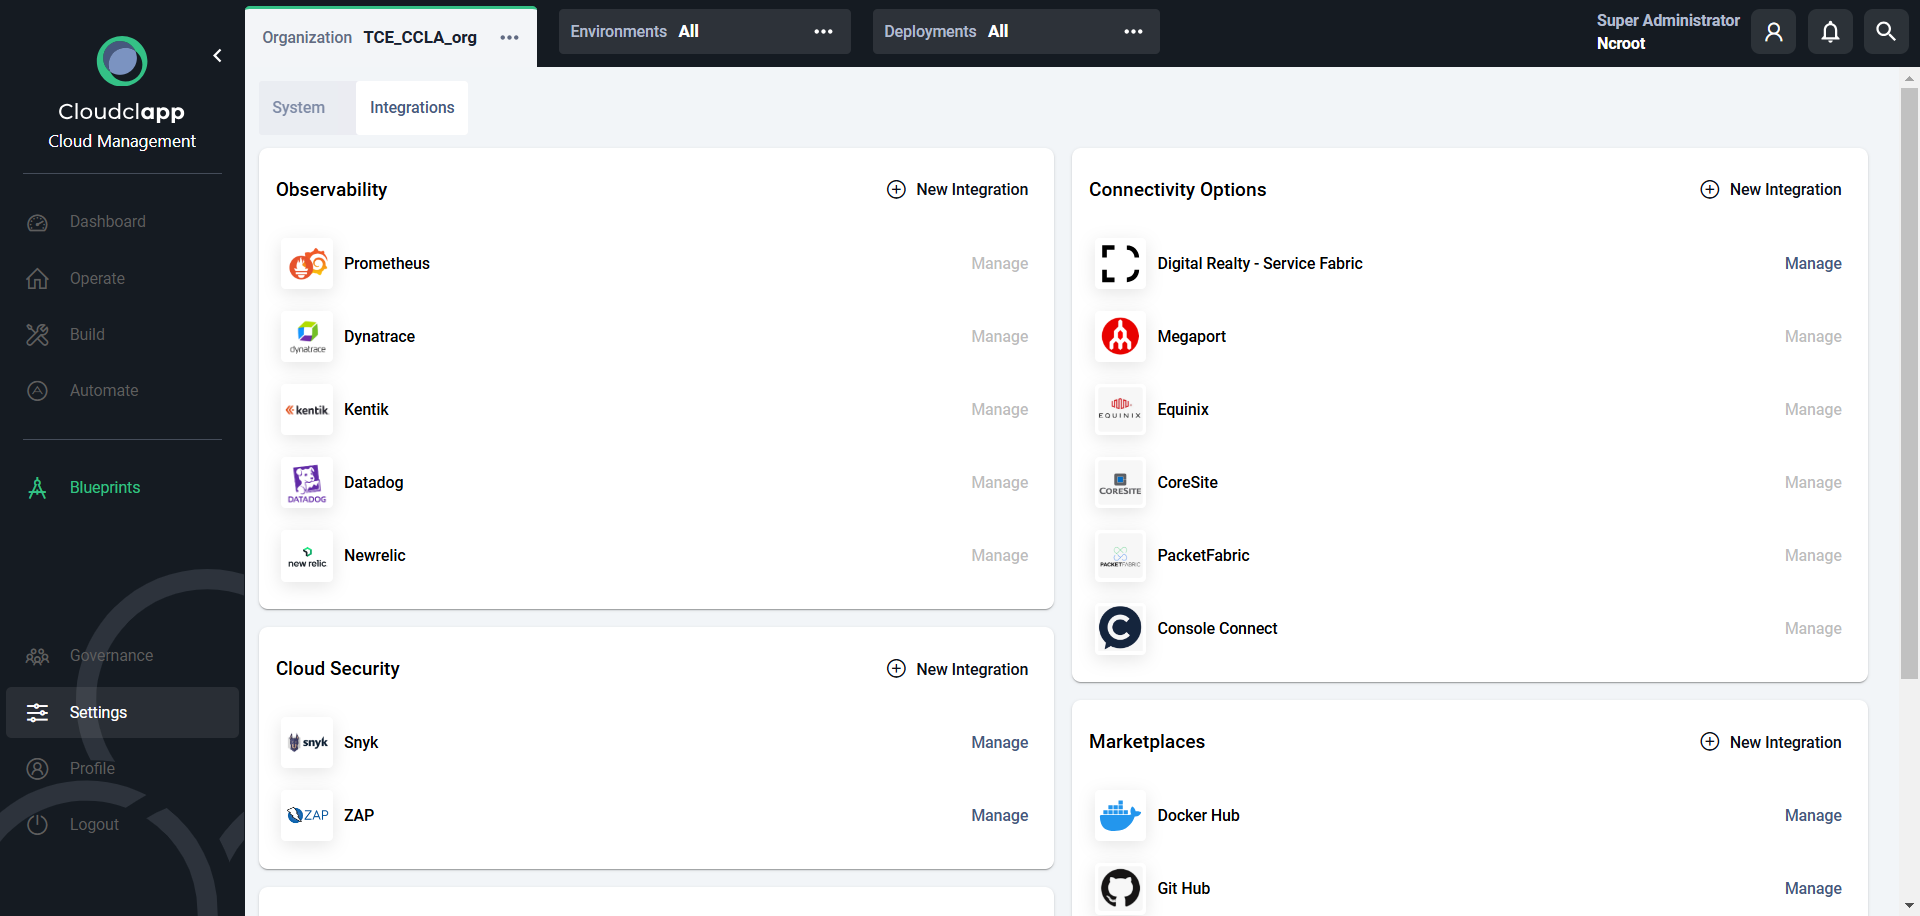 Cloudclapp
Cloud Management
Dashboard
Operate
Build
Automate
Blueprints
Governance
Settings
Profile
Logout
Organization TCE_CCLA_org
Environments All
Deployments All
Super Administrator
Ncroot
System
Integrations
Observability
New Integration
Prometheus
Manage
dynatrace
Dynatrace
Manage
kentik
Kentik
Manage
DATADOG
Datadog
Manage
new relic
Newrelic
Manage
Cloud Security
New Integration
snyk
Snyk
Manage
ZAP
ZAP
Manage
Connectivity Options
New Integration
Digital Realty - Service Fabric
Manage
Megaport
Manage
EQUINIX
Equinix
Manage
CORESITE
CoreSite
Manage
PACKETFABRIC
PacketFabric
Manage
C
Console Connect
Manage
Marketplaces
New Integration
Docker Hub
Manage
Git Hub
Manage